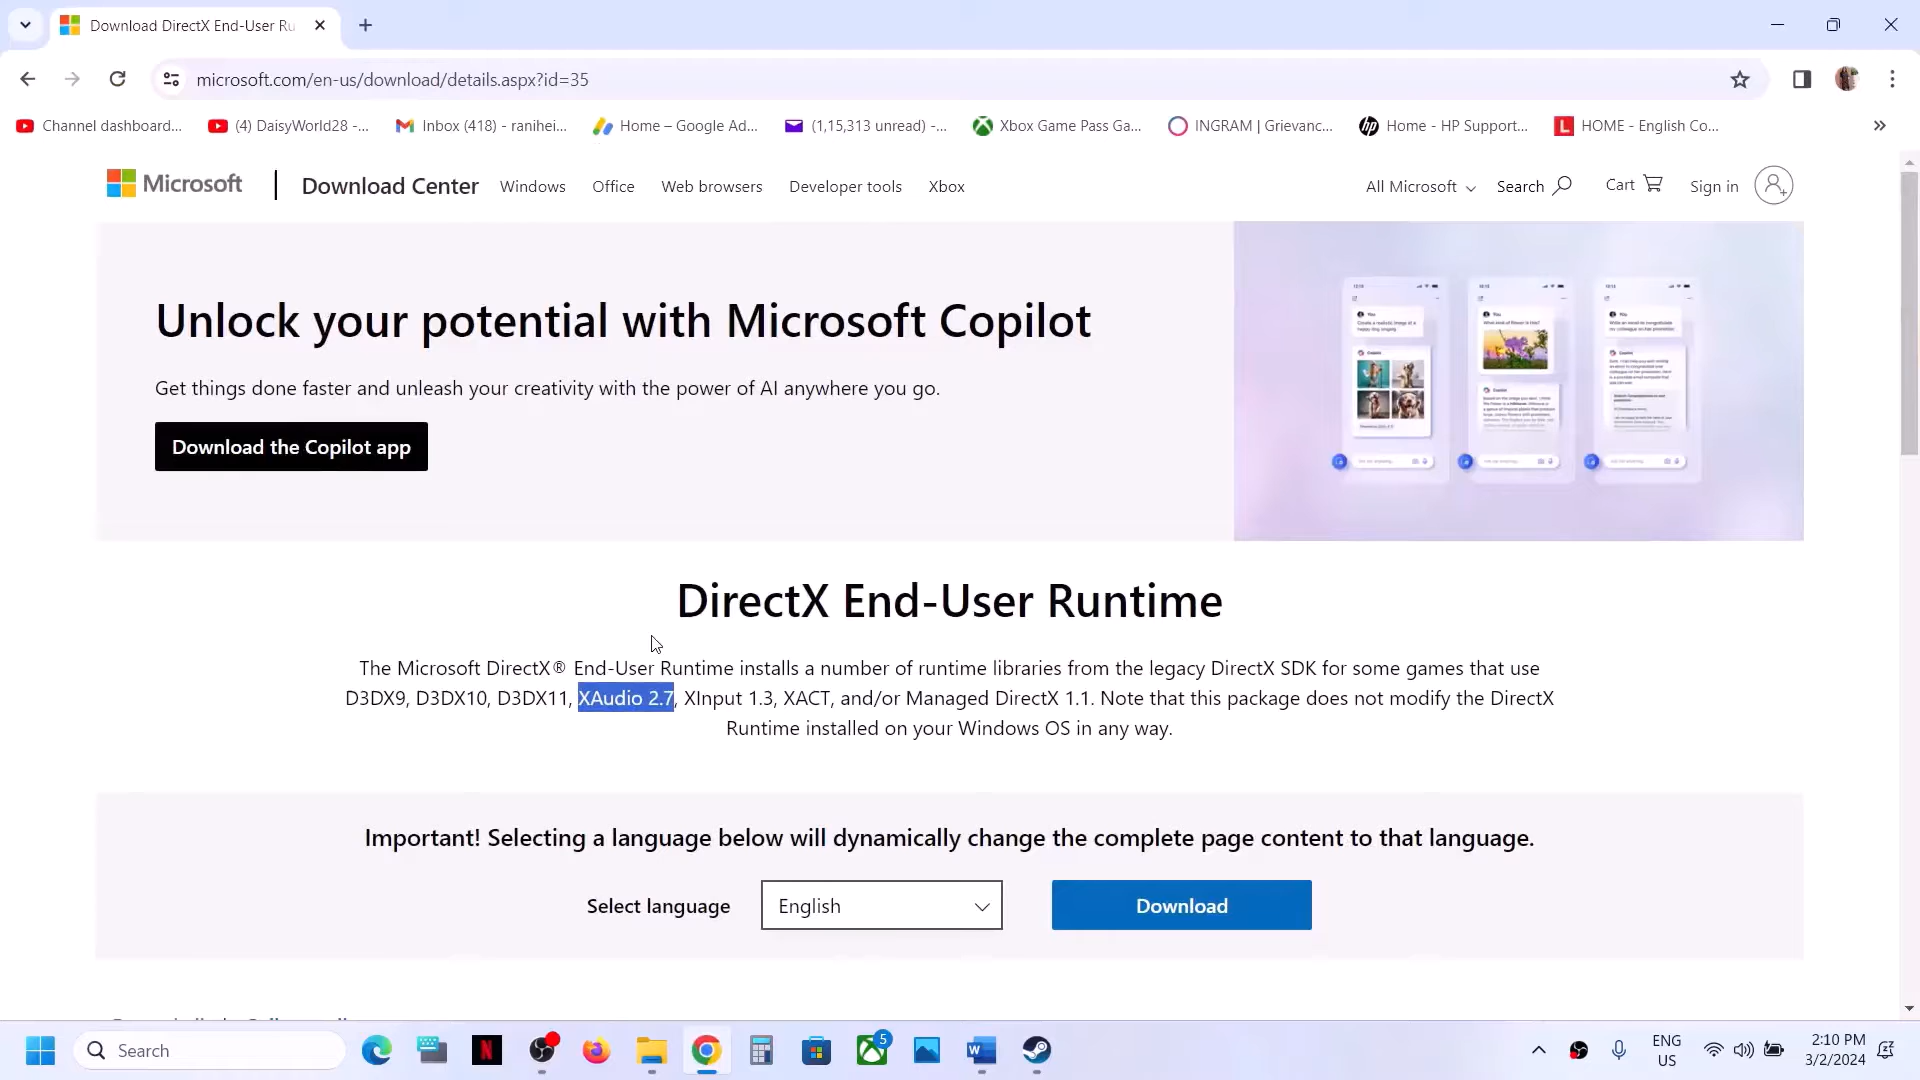 Download DirectX End-User Ru
microsoft.com/en-us/download/details.aspx?id=35
Channel dashboard...
(4) DaisyWorld28 -...
Inbox (418) - ranihei...
Home – Google Ad...
(1,15,313 unread) -...
Xbox Game Pass Ga...
INGRAM | Grievanc...
Home - HP Support...
HOME - English Co...
Microsoft
Download Center
Windows
Office
Web browsers
Developer tools
Xbox
All Microsoft
Search
Cart
Sign in
Unlock your potential with Microsoft Copilot
Get things done faster and unleash your creativity with the power of AI anywhere you go.
Download the Copilot app
DirectX End-User Runtime
The Microsoft DirectX® End-User Runtime installs a number of runtime libraries from the legacy DirectX SDK for some games that use
D3DX9, D3DX10, D3DX11, XAudio 2.7, XInput 1.3, XACT, and/or Managed DirectX 1.1. Note that this package does not modify the DirectX
Runtime installed on your Windows OS in any way.
Important! Selecting a language below will dynamically change the complete page content to that language.
Select language
English
Download
Search
5
ENG
US
2:10 PM
3/2/2024